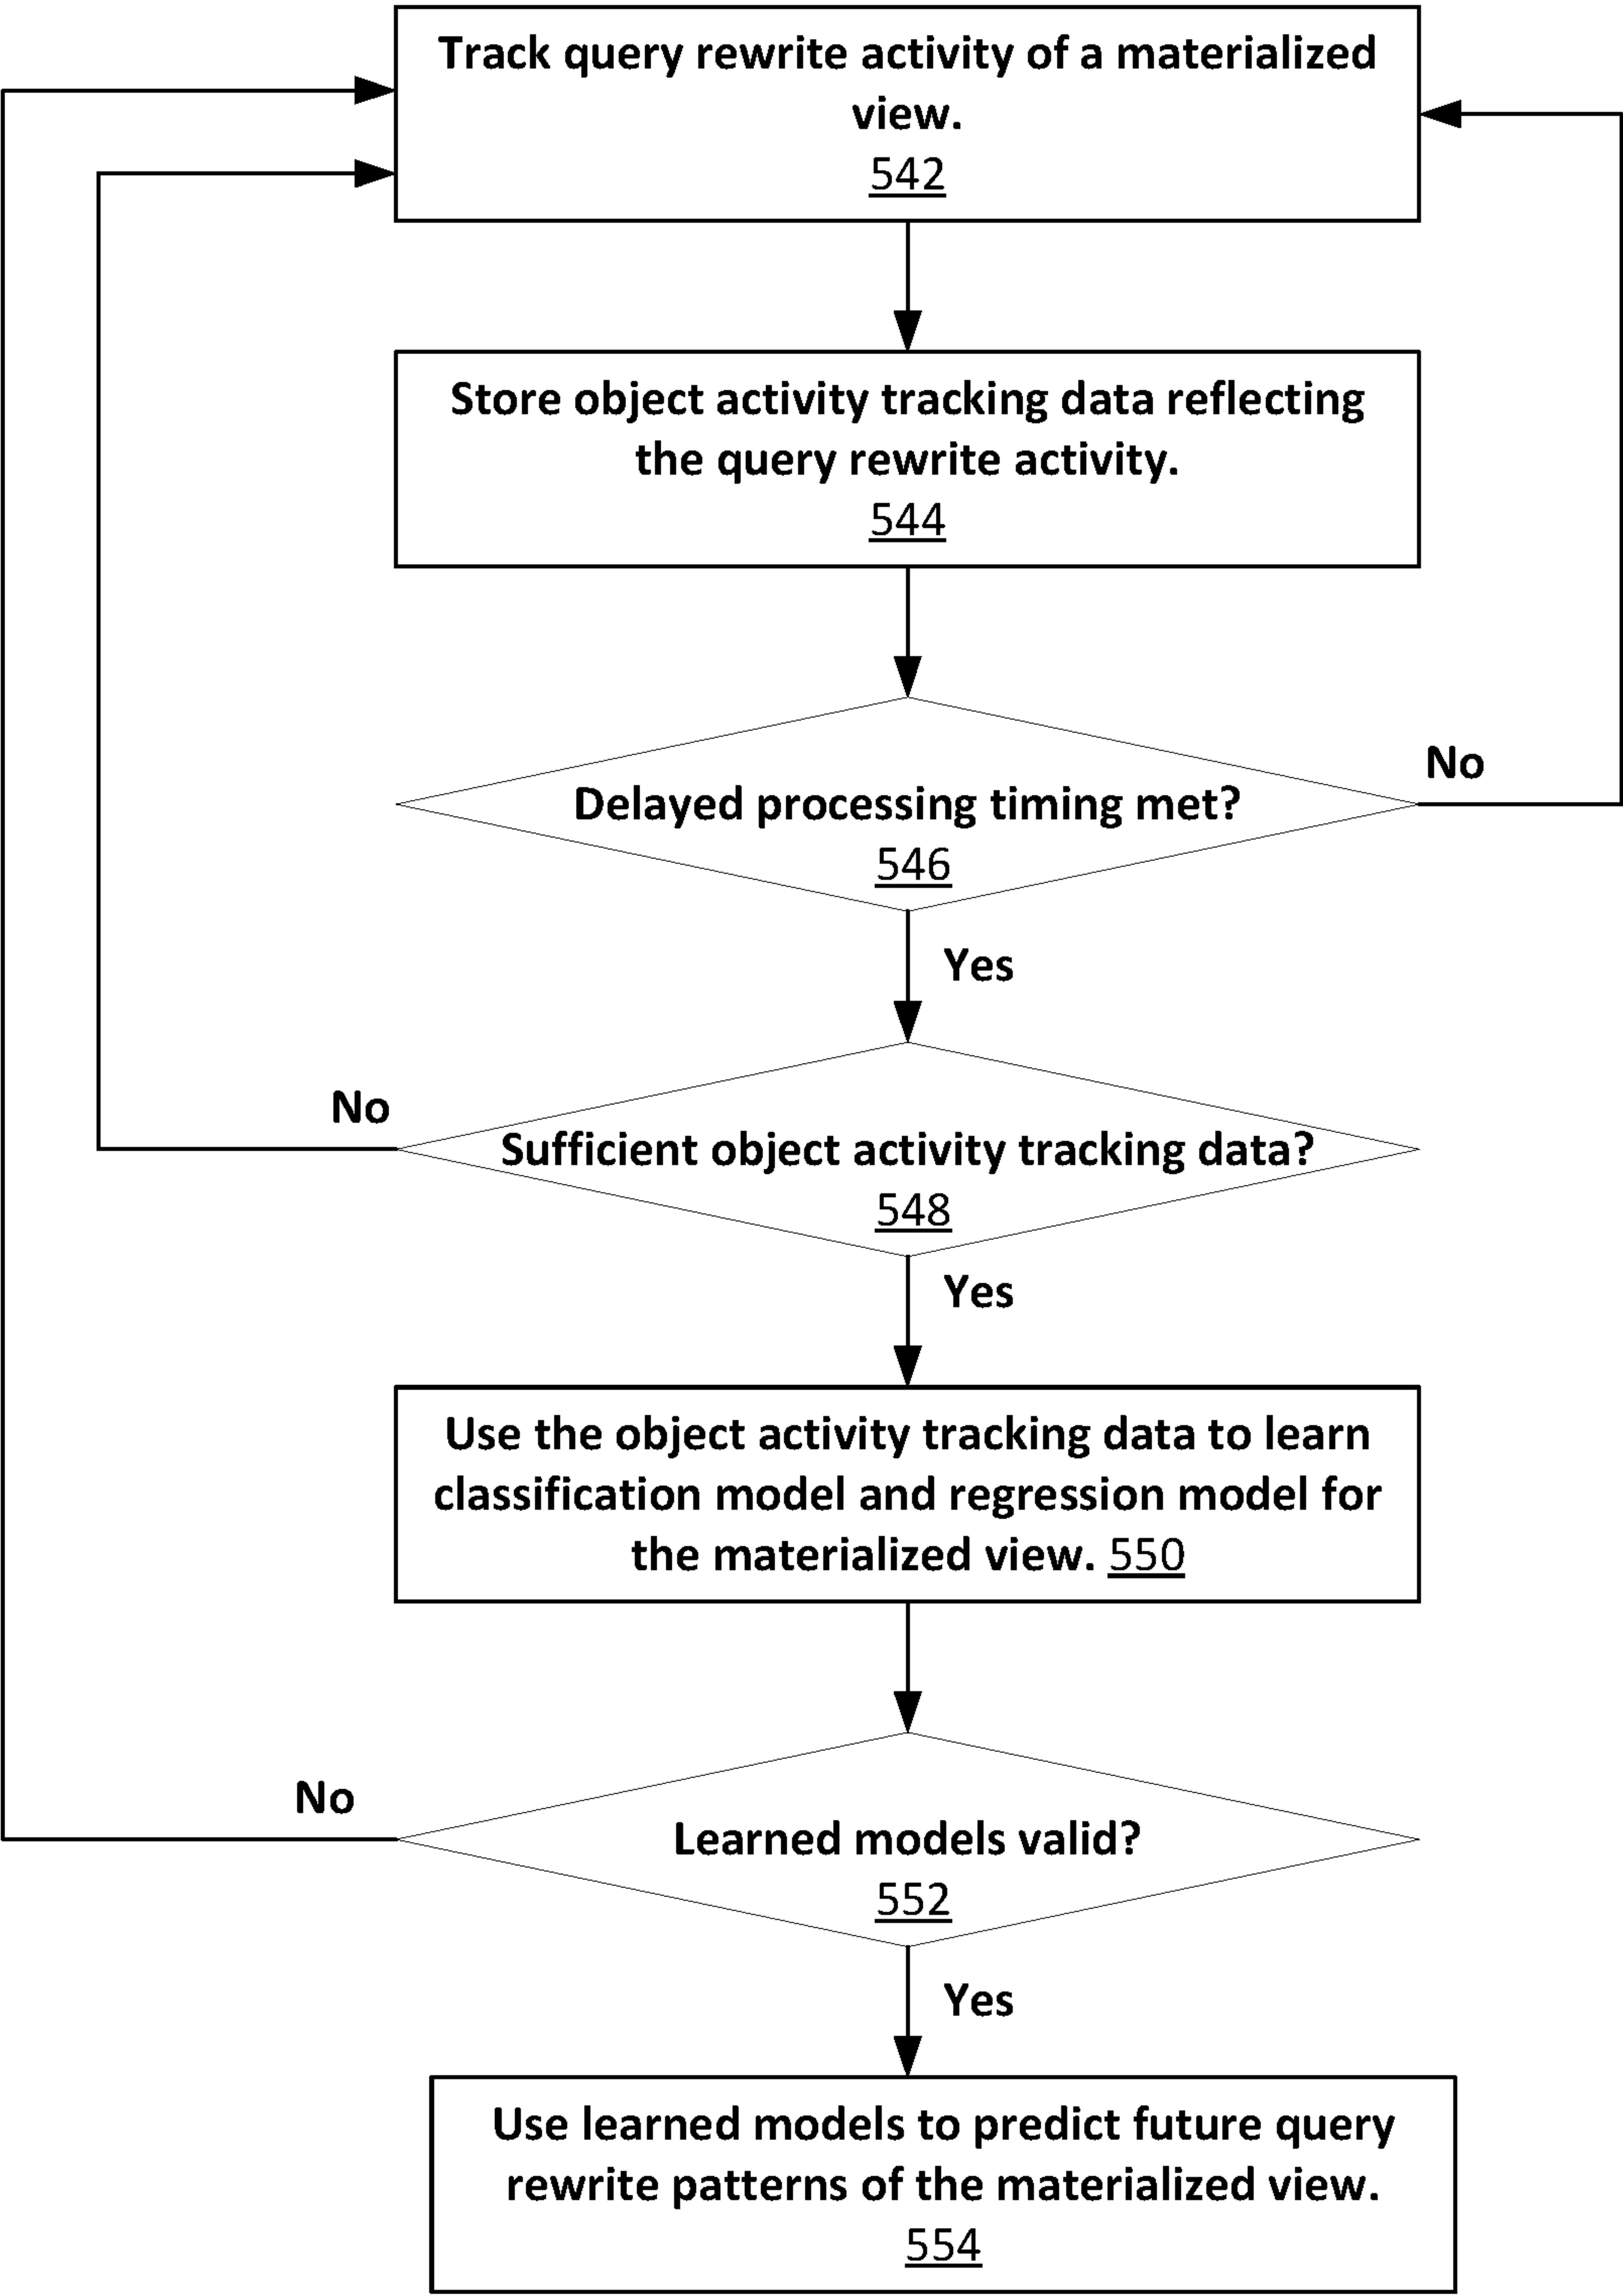 Track query rewrite activity of a materialized
view.
542
Store object activity tracking data reflecting
the query rewrite activity.
544
No
Delayed processing timing met?
546
Yes
No
Sufficient object activity tracking data?
548
Yes
Use the object activity tracking data to learn
classification model and regression model for
the materialized view. 550
No
Learned models valid?
552
Yes
Use learned models to predict future query
rewrite patterns of the materialized view.
554